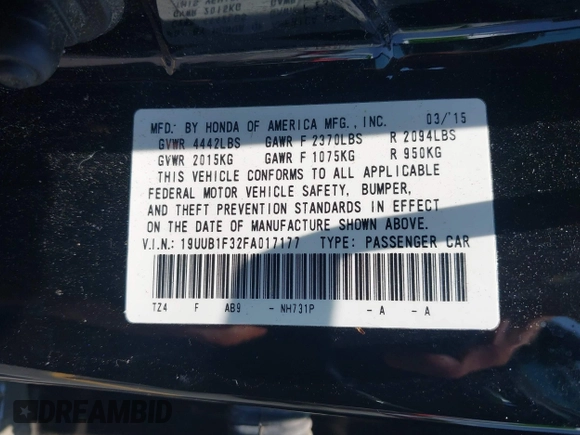 MFD. BY HONDA OF AMERICA MFG., INC. 03/'15
GVWR 4442LBS GAWR F 2370LBS R 2094LBS
GVWR 2015KG GAWR F 1075KG R 950KG
THIS VEHICLE CONFORMS TO ALL APPLICABLE
FEDERAL MOTOR VEHICLE SAFETY, BUMPER,
AND THEFT PREVENTION STANDARDS IN EFFECT
ON THE DATE OF MANUFACTURE SHOWN ABOVE.
V.I.N.: 19UUB1F32FA017177 TYPE: PASSENGER CAR
TZ4 F AB9 - NH731P - A - A
DREAMBID